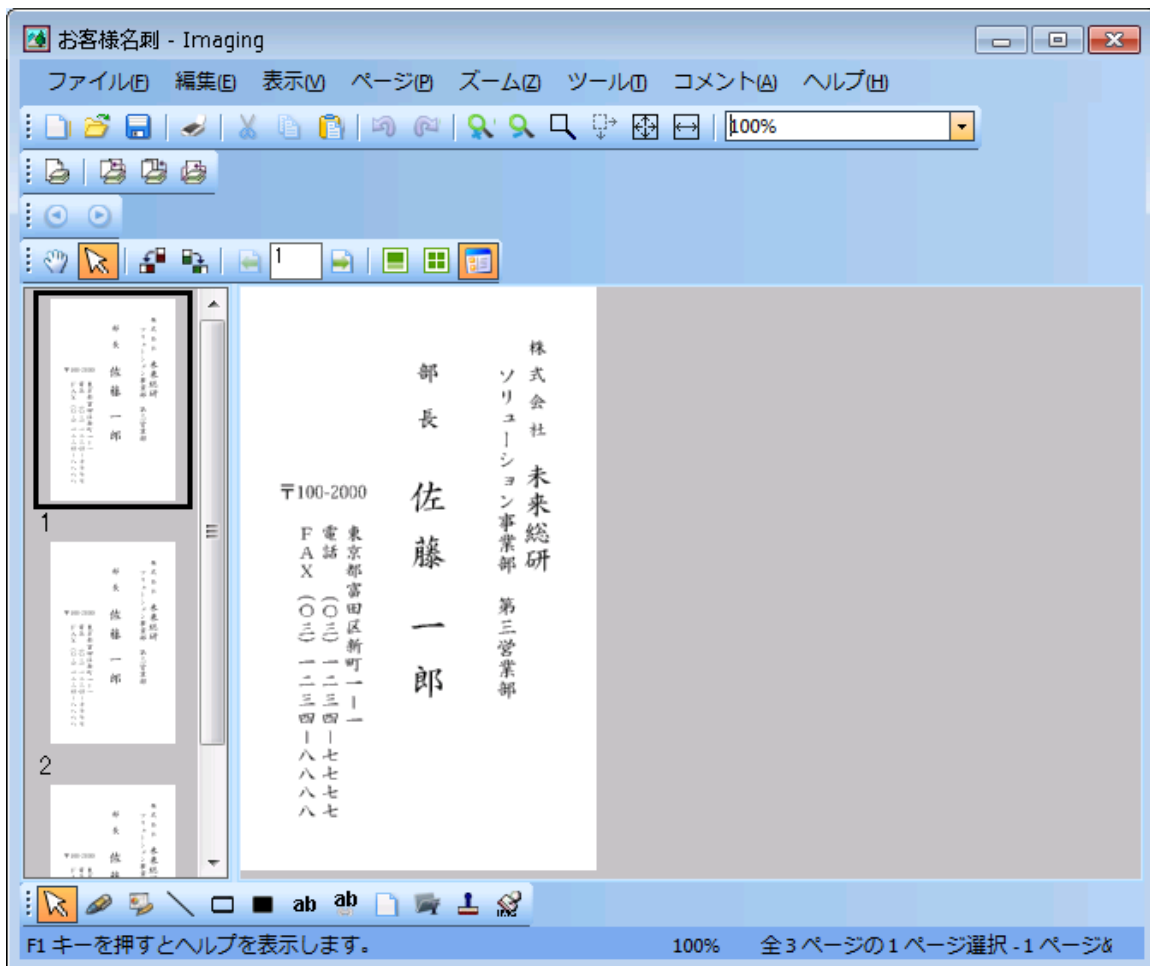 お客様名刺 - Imaging
ファイル(F) 編集(E) 表示(V) ページ(P) ズーム(Z) ツール(T) コメント(A) ヘルプ(H)
100%
1
1
2
株式会社 未来総研
ソリューション事業部 第三営業部
部長 佐藤 一郎
〒100-2000
東京都富田区新町一ー一
電話 (〇三)一二三四ー七七七七
FAX (〇三)一二三四ー八八八八
ab ab
F1 キーを押すとヘルプを表示します。
100% 全3ページの1ページ選択 - 1 ページ&